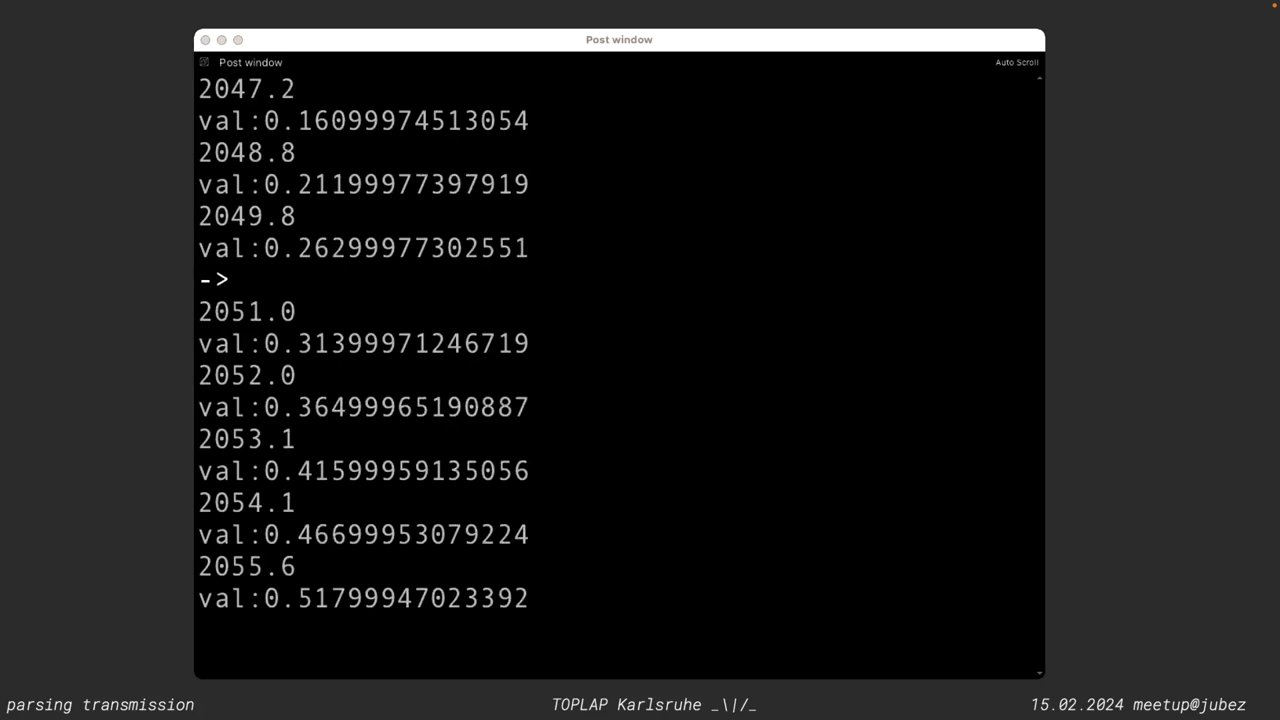 Post window
Post window
Auto Scroll
2047.2
val:0.16099974513054
2048.8
val:0.21199977397919
2049.8
val:0.26299977302551
->
2051.0
val:0.31399971246719
2052.0
val:0.36499965190887
2053.1
val:0.41599959135056
2054.1
val:0.46699953079224
2055.6
val:0.51799947023392
parsing transmission
TOPLAP Karlsruhe _\|/_
15.02.2024 meetup@jubez